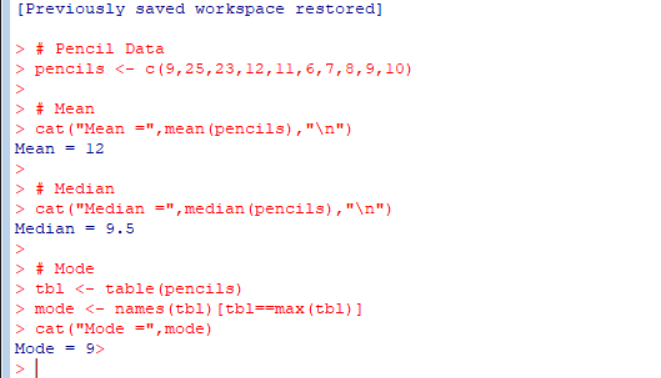 [Previously saved workspace restored]
> # Pencil Data
> pencils <- c(9,25,23,12,11,6,7,8,9,10)
>
> # Mean
> cat("Mean =",mean(pencils),"\n")
Mean = 12
>
> # Median
> cat("Median =",median(pencils),"\n")
Median = 9.5
>
> # Mode
> tbl <- table(pencils)
> mode <- names(tbl)[tbl==max(tbl)]
> cat("Mode =",mode)
Mode = 9>
>